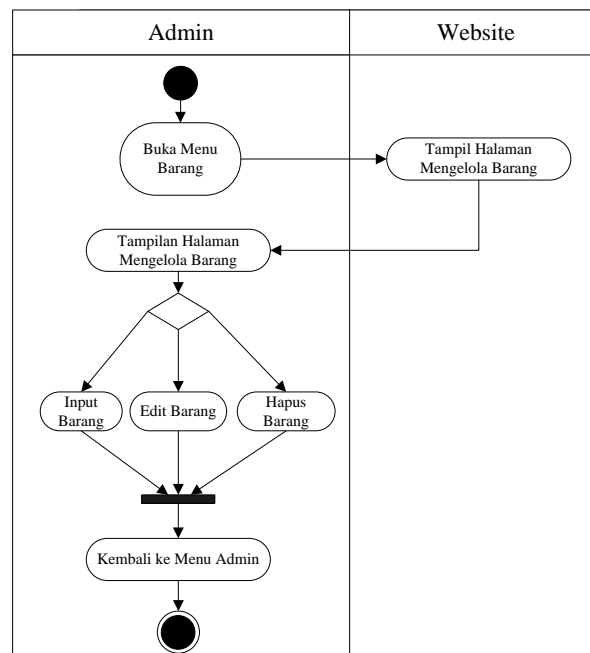 Admin
Website
Buka Menu
Barang
Tampil Halaman
Mengelola Barang
Tampilan Halaman
Mengelola Barang
Input
Barang
Edit Barang
Hapus
Barang
Kembali ke Menu Admin